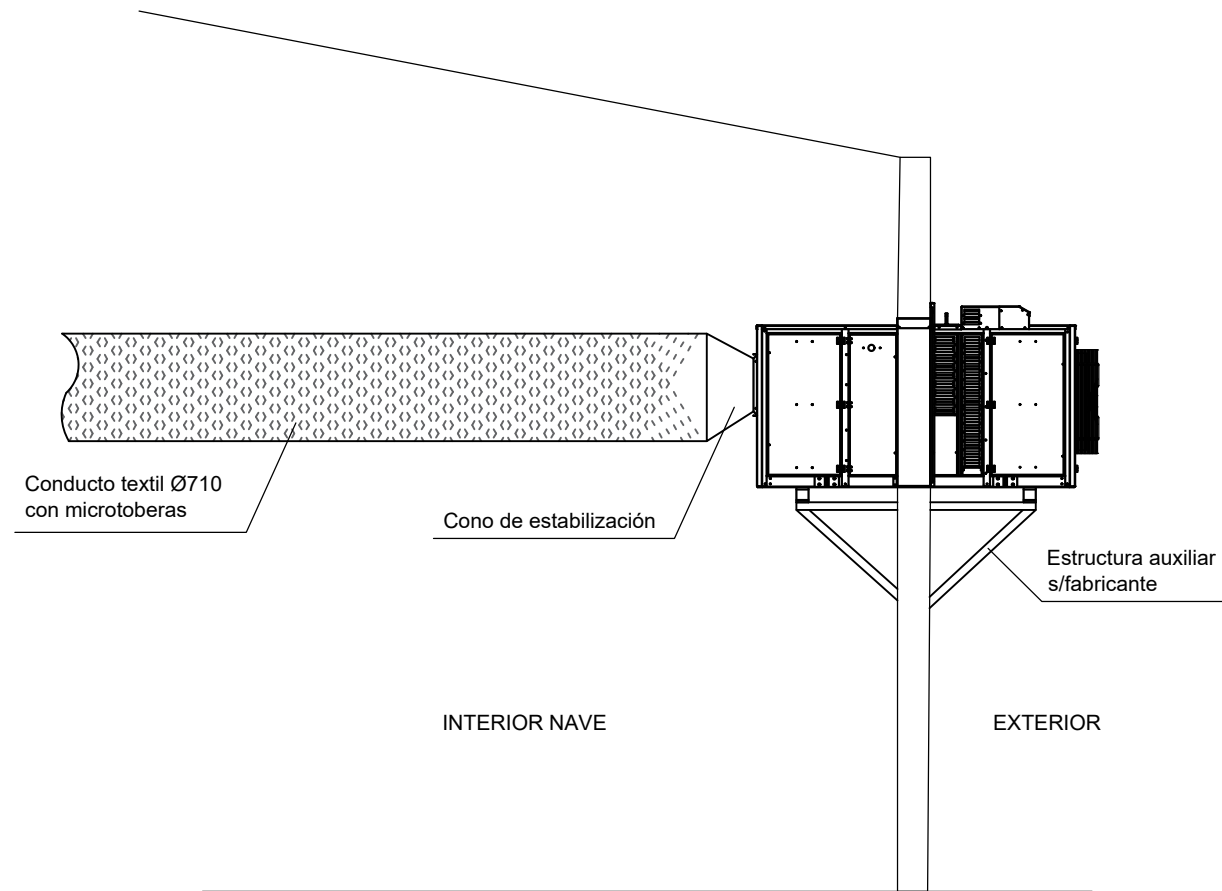 Conducto textil Ø710
con microtoberas
Cono de estabilización
Estructura auxiliar
s/fabricante
INTERIOR NAVE
EXTERIOR